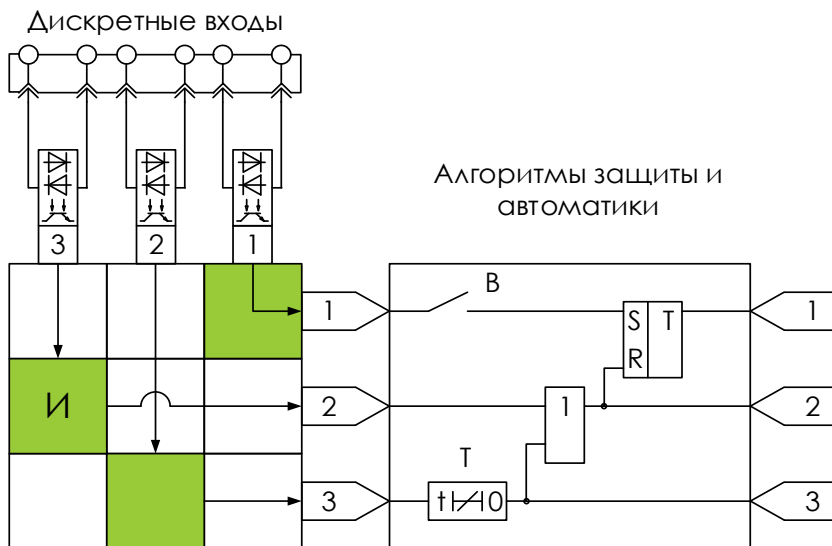 Дискретные входы
Алгоритмы защиты и
автоматики
3 2 1
1 В S T 1
R
И 2 1 2
T
3 t 0 3